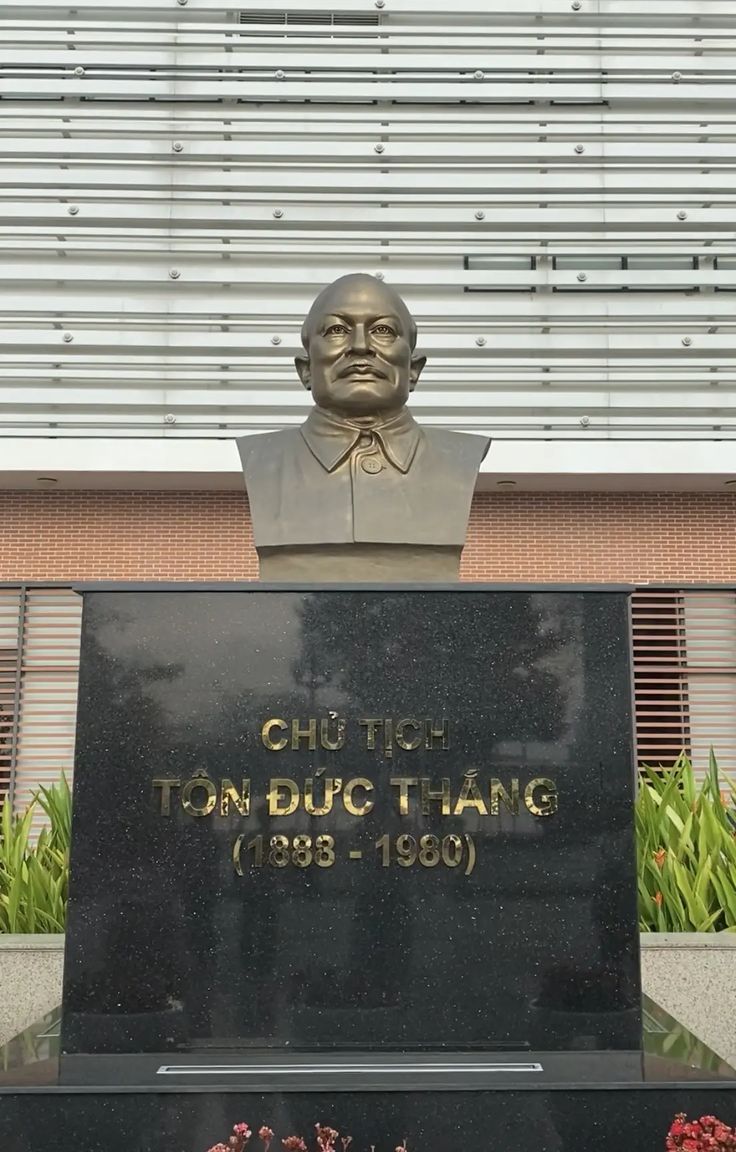 CHỦ TỊCH
TÔN ĐỨC THẮNG
(1888 - 1980)